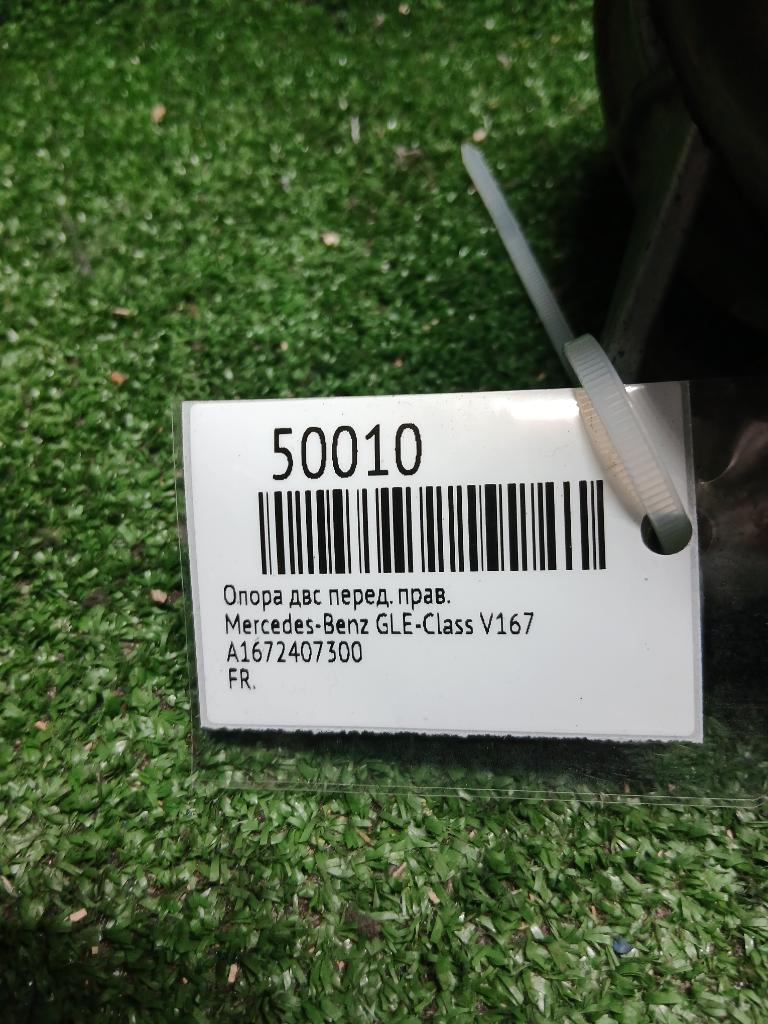 50010
Опора двс перед. прав.
Mercedes-Benz GLE-Class V167
A1672407300
FR.